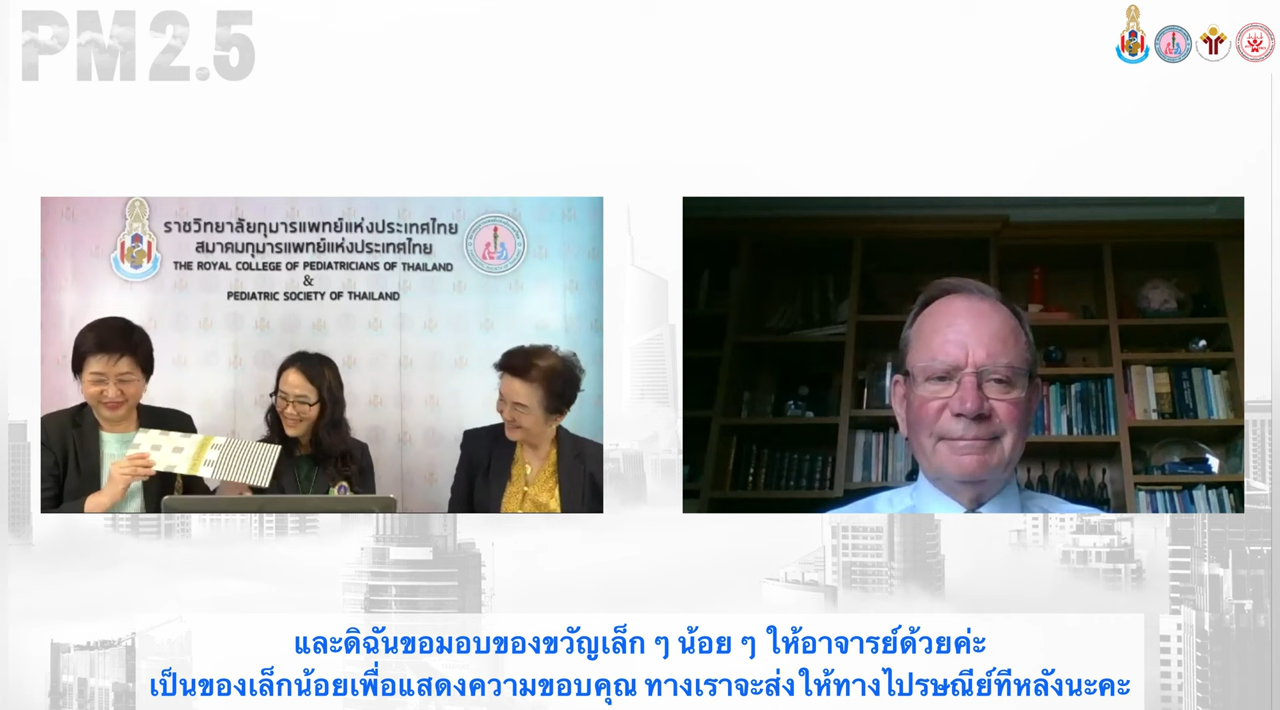 PM2.5
ราชวิทยาลัยกุมารแพทย์แห่งประเทศไทย
สมาคมกุมารแพทย์แห่งประเทศไทย
THE ROYAL COLLEGE OF PEDIATRICIANS OF THAILAND
&
PEDIATRIC SOCIETY OF THAILAND
และดิฉันขอมอบของขวัญเล็ก ๆ น้อย ๆ ให้อาจารย์ด้วยค่ะ
เป็นของเล็กน้อยเพื่อแสดงความขอบคุณ ทางเราจะส่งให้ทางไปรษณีย์ทีหลังนะคะ